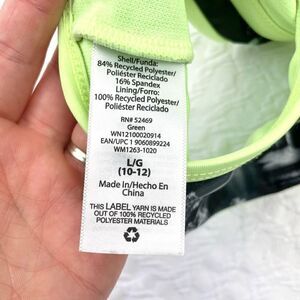 Shell/Funda:
84% Recycled Polyester/
Poliéster Reciclado
16% Spandex
Lining/Forro:
100% Recycled Polyester/
Poliéster Reciclado
RN# 52469
Green
WN12100020914
EAN/UPC 1 9060899224
WM1263-1020
L/G
(10-12)
Made In/Hecho En
China
THIS LABEL YARN IS MADE
OUT OF 100% RECYCLED
POLYESTER MATERIALS